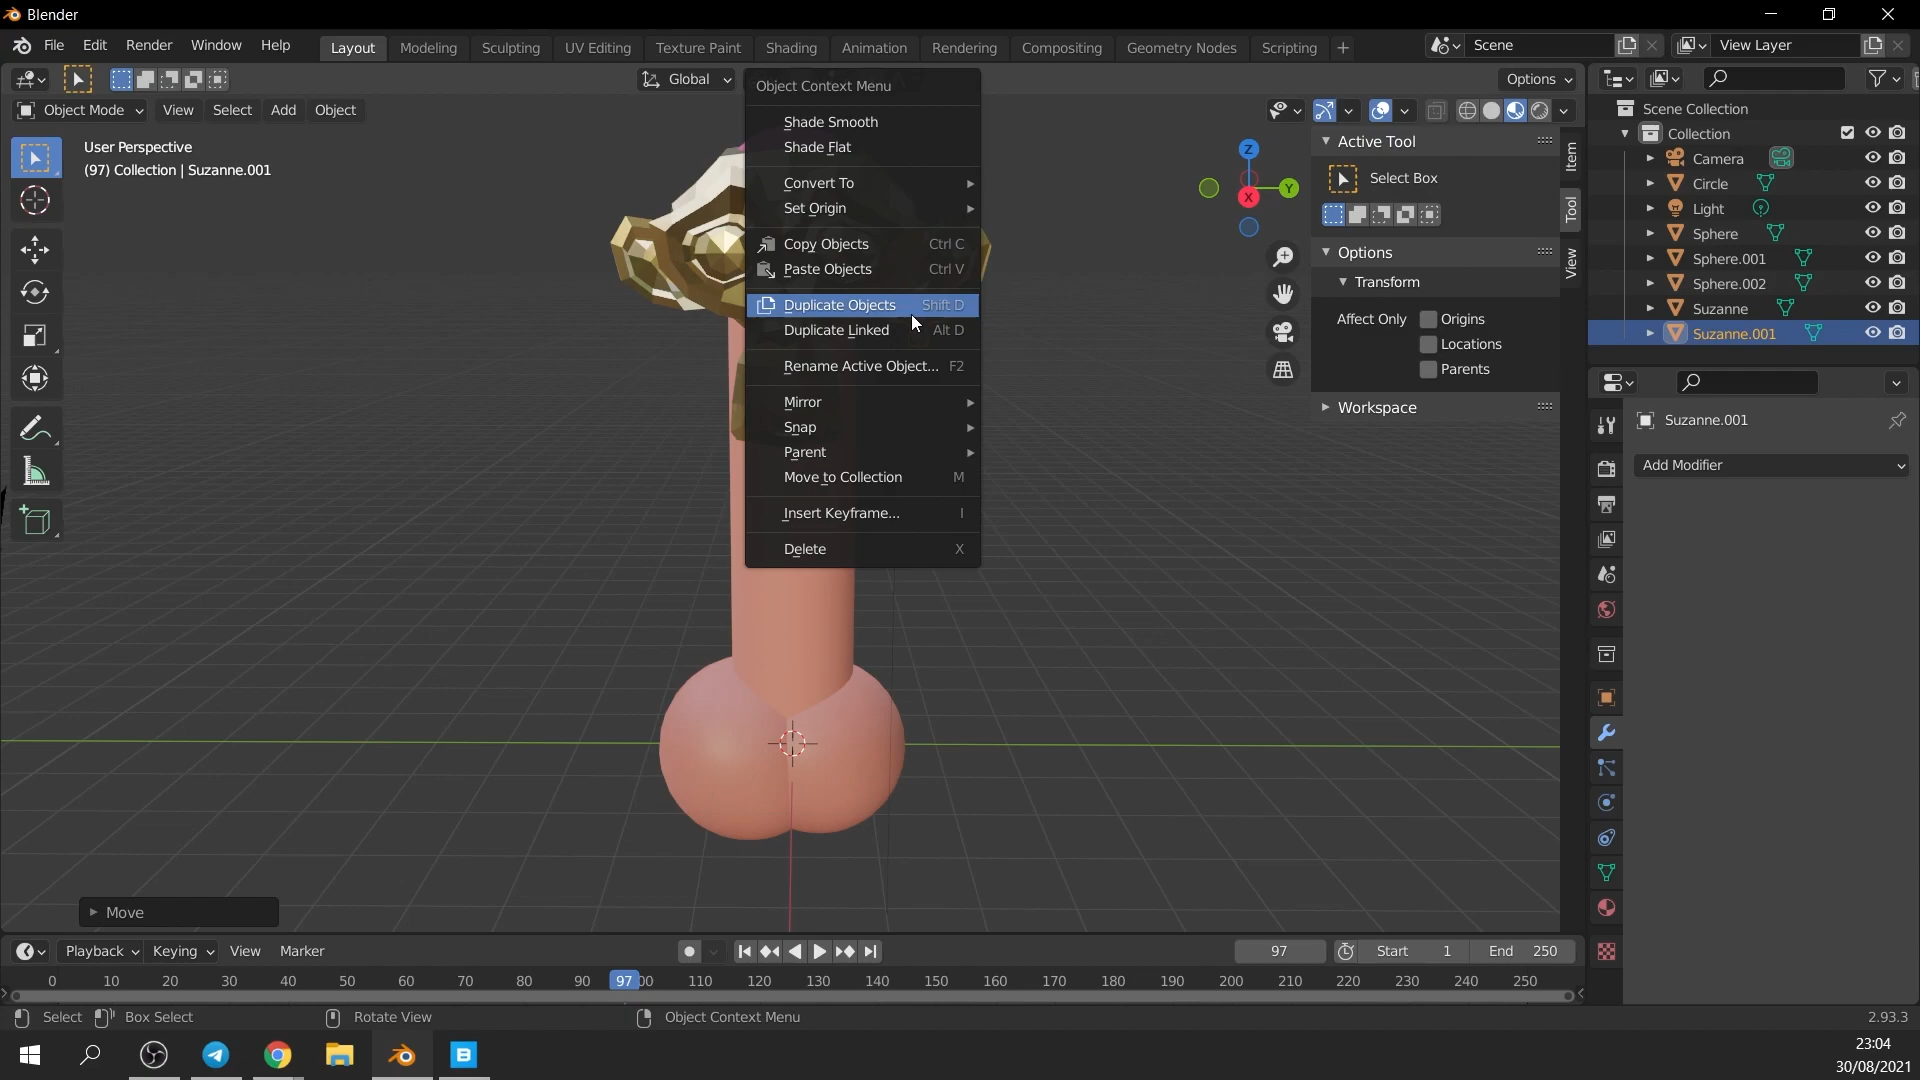 Blender
File Edit Render Window Help Layout Modeling Sculpting UV Editing Texture Paint Shading Animation Rendering Compositing Geometry Nodes Scripting + Scene View Layer
Global Options
Object Mode View Select Add Object
User Perspective
(97) Collection | Suzanne.001
Object Context Menu
Shade Smooth
Shade Flat
Convert To
Set Origin
Copy Objects Ctrl C
Paste Objects Ctrl V
Duplicate Objects Shift D
Duplicate Linked Alt D
Rename Active Object... F2
Mirror
Snap
Parent
Move to Collection M
Insert Keyframe... I
Delete X
Z
Y
X
Active Tool
Select Box
Options
Transform
Affect Only Origins
Locations
Parents
Workspace
Item
Tool
View
Scene Collection
Collection
Camera
Circle
Light
Sphere
Sphere.001
Sphere.002
Suzanne
Suzanne.001
Suzanne.001
Add Modifier
Move
Playback Keying View Marker 97 Start 1 End 250
0 10 20 30 40 50 60 70 80 90 97 00 110 120 130 140 150 160 170 180 190 200 210 220 230 240 250
Select Box Select Rotate View Object Context Menu 2.93.3
B
23:04
30/08/2021